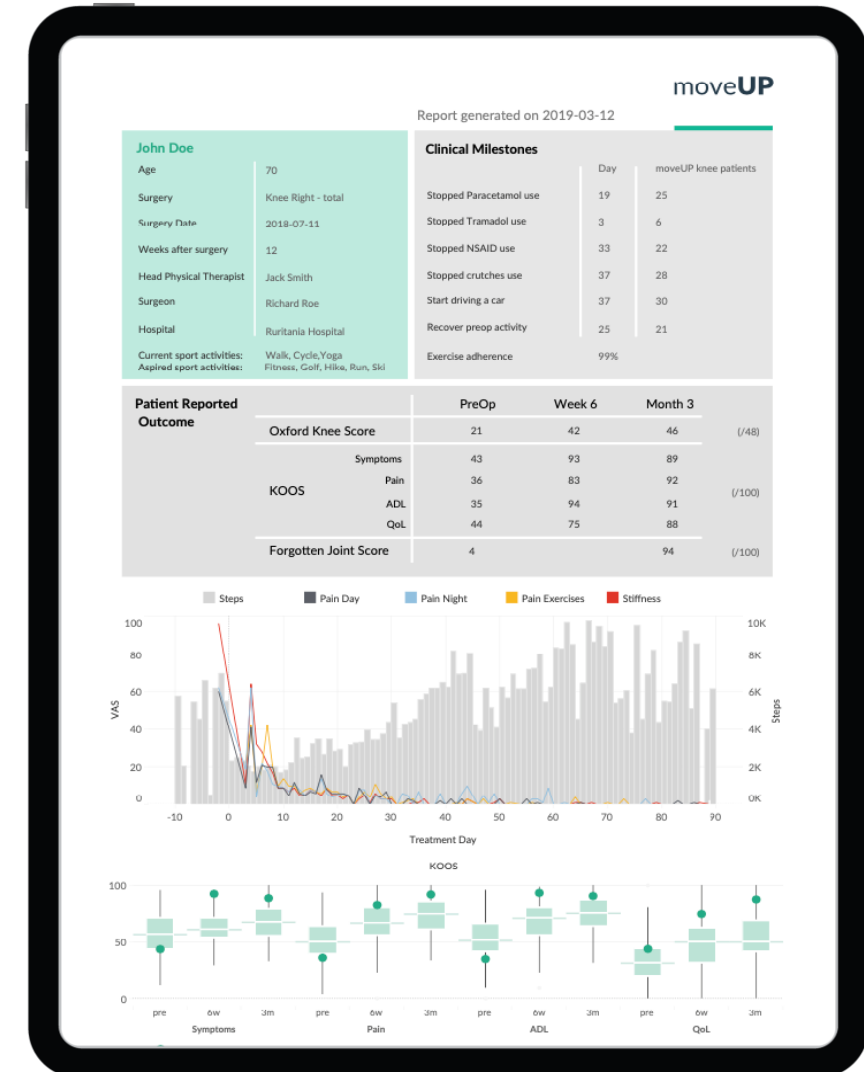 moveUP
Report generated on 2019-03-12
John Doe
Age 70
Surgery Knee Right - total
Surgery Date 2018-07-11
Weeks after surgery 12
Head Physical Therapist Jack Smith
Surgeon Richard Roe
Hospital Ruritania Hospital
Current sport activities: Walk, Cycle,Yoga
Aspired sport activities: Fitness, Golf, Hike, Run, Ski
Clinical Milestones
Day moveUP knee patients
Stopped Paracetamol use 19 25
Stopped Tramadol use 3 6
Stopped NSAID use 33 22
Stopped crutches use 37 28
Start driving a car 37 30
Recover preop activity 25 21
Exercise adherence 99%
Patient Reported
Outcome
PreOp Week 6 Month 3
Oxford Knee Score 21 42 46 (/48)
Symptoms 43 93 89
Pain 36 83 92
KOOS (/100)
ADL 35 94 91
QoL 44 75 88
Forgotten Joint Score 4 94 (/100)
Steps Pain Day Pain Night Pain Exercises Stiffness
100 10K
80 8K
60 6K
VAS Steps
40 4K
20 2K
0 0K
-10 0 10 20 30 40 50 60 70 80 90
Treatment Day
KOOS
100
50
0
pre 6w 3m pre 6w 3m pre 6w 3m pre 6w 3m
Symptoms Pain ADL QoL